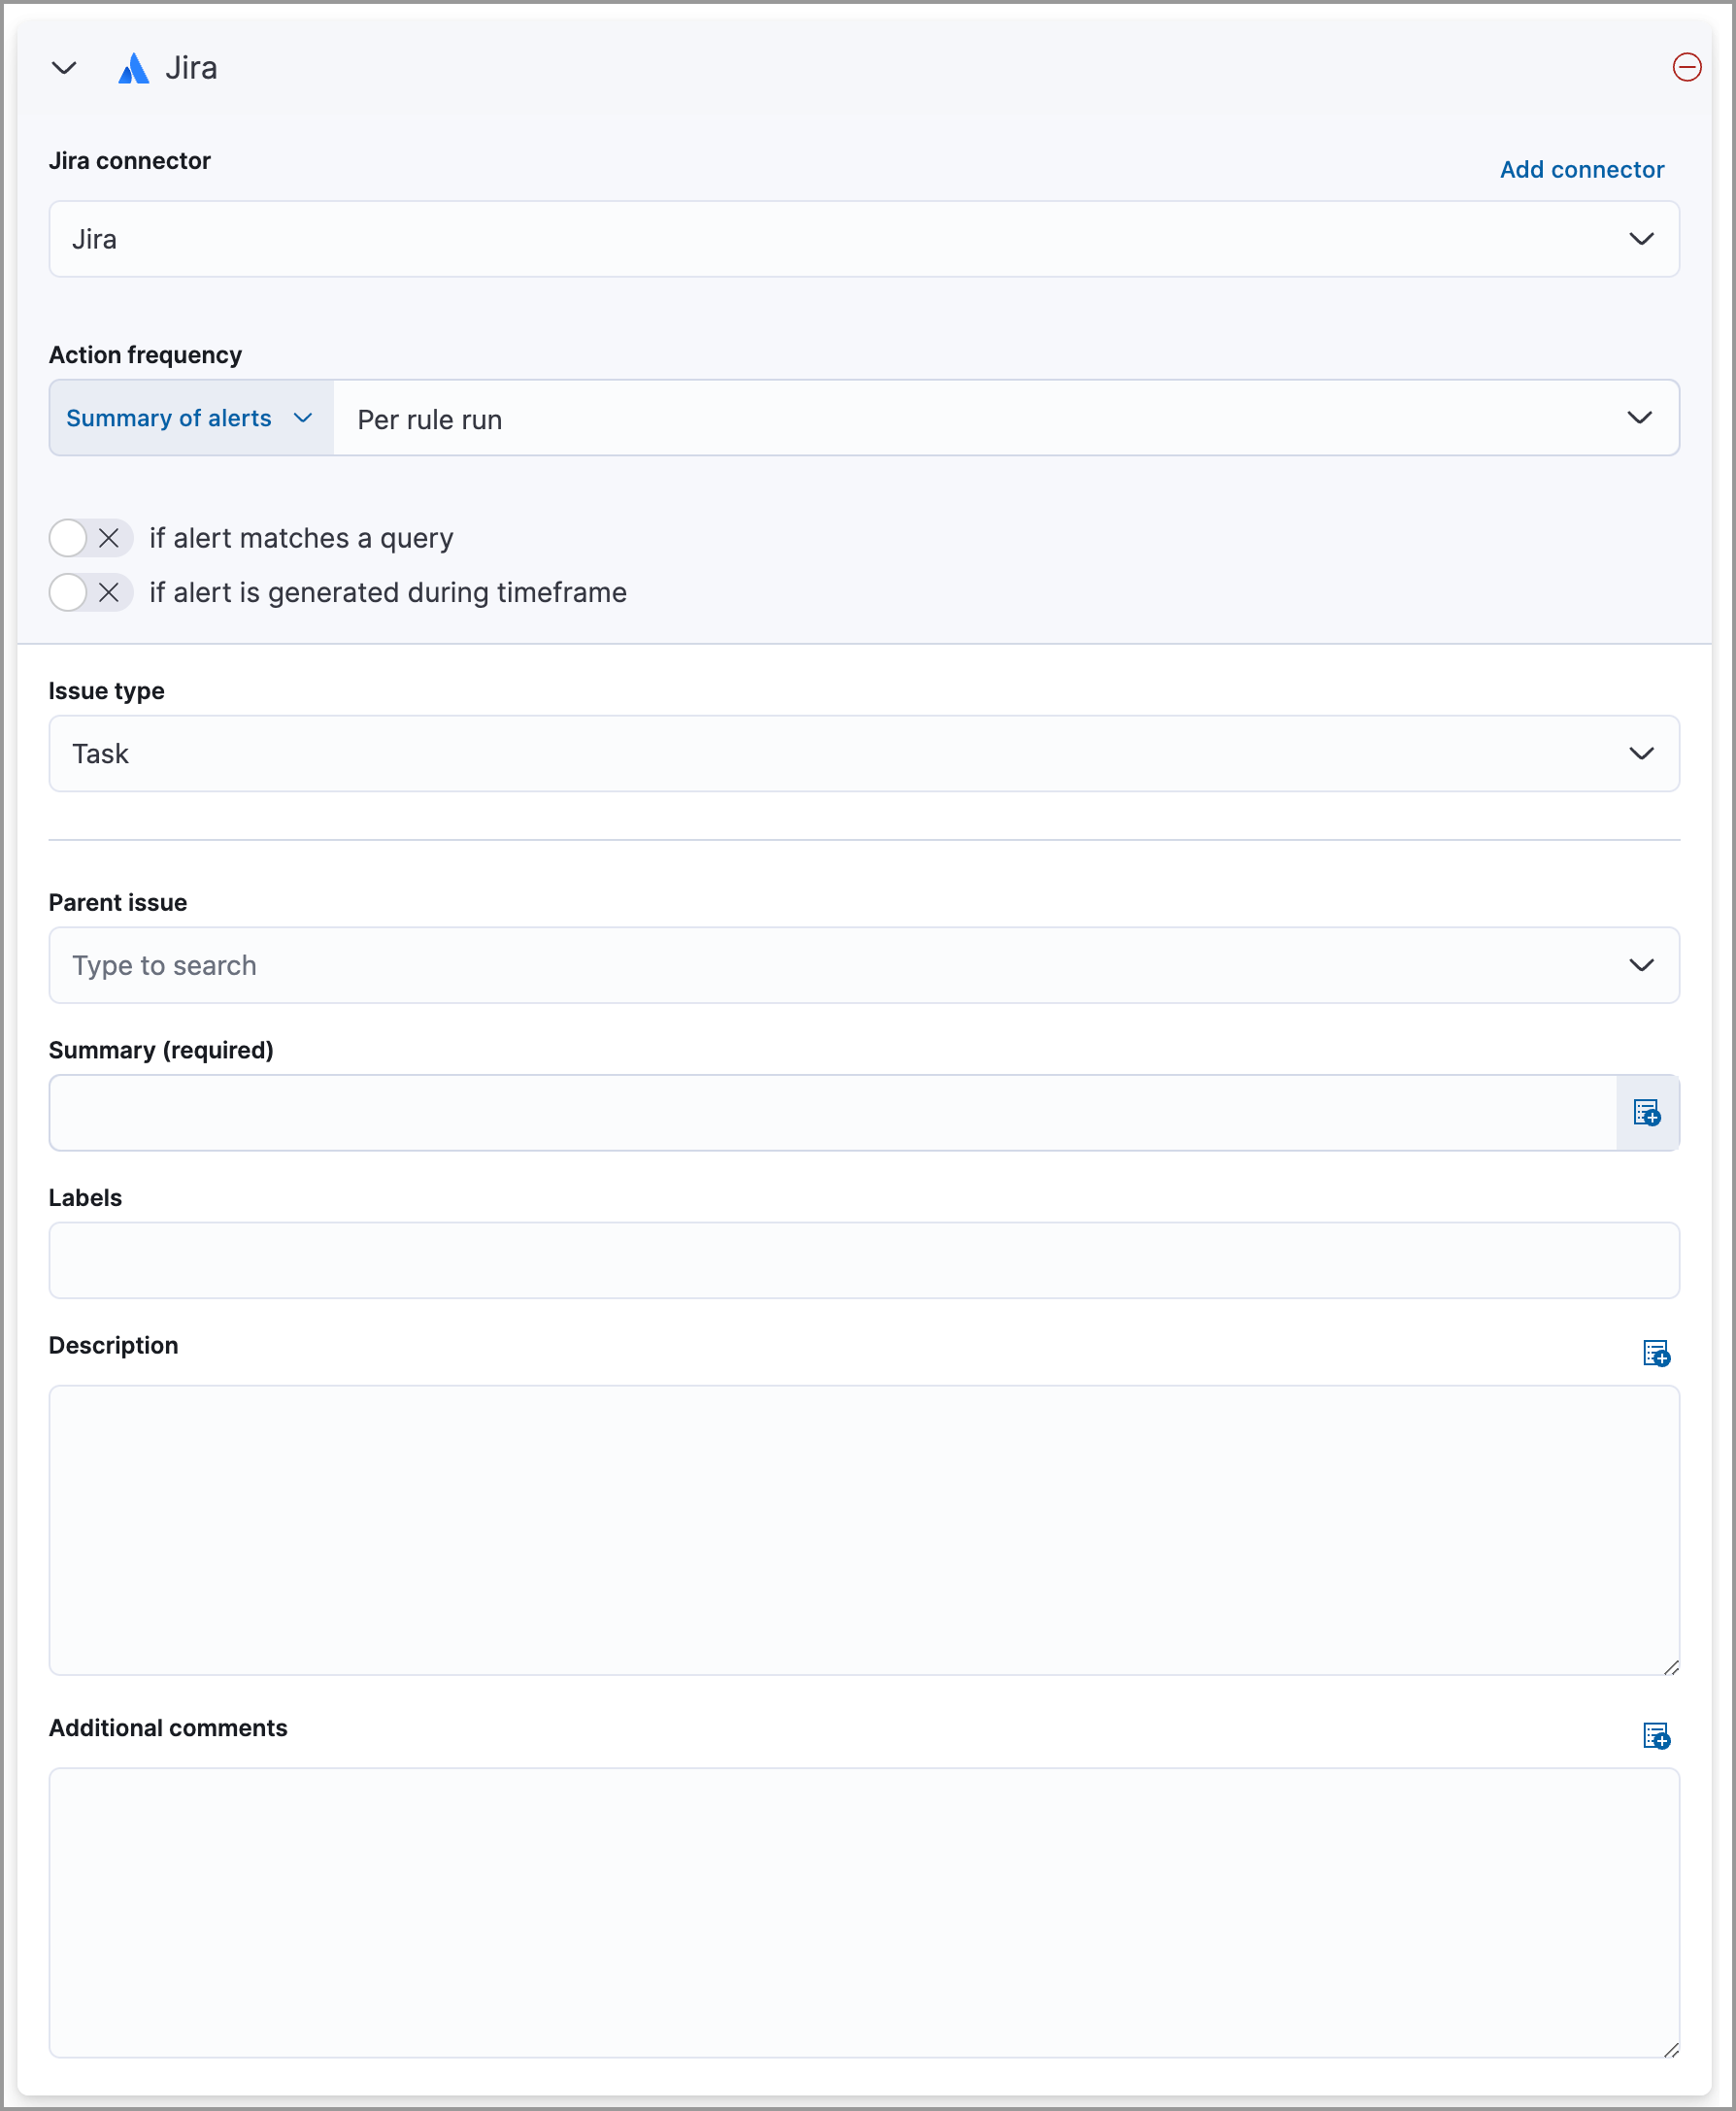 Jira
Jira connector
Add connector
Jira
Action frequency
Summary of alerts
Per rule run
if alert matches a query
if alert is generated during timeframe
Issue type
Task
Parent issue
Type to search
Summary (required)
Labels
Description
Additional comments